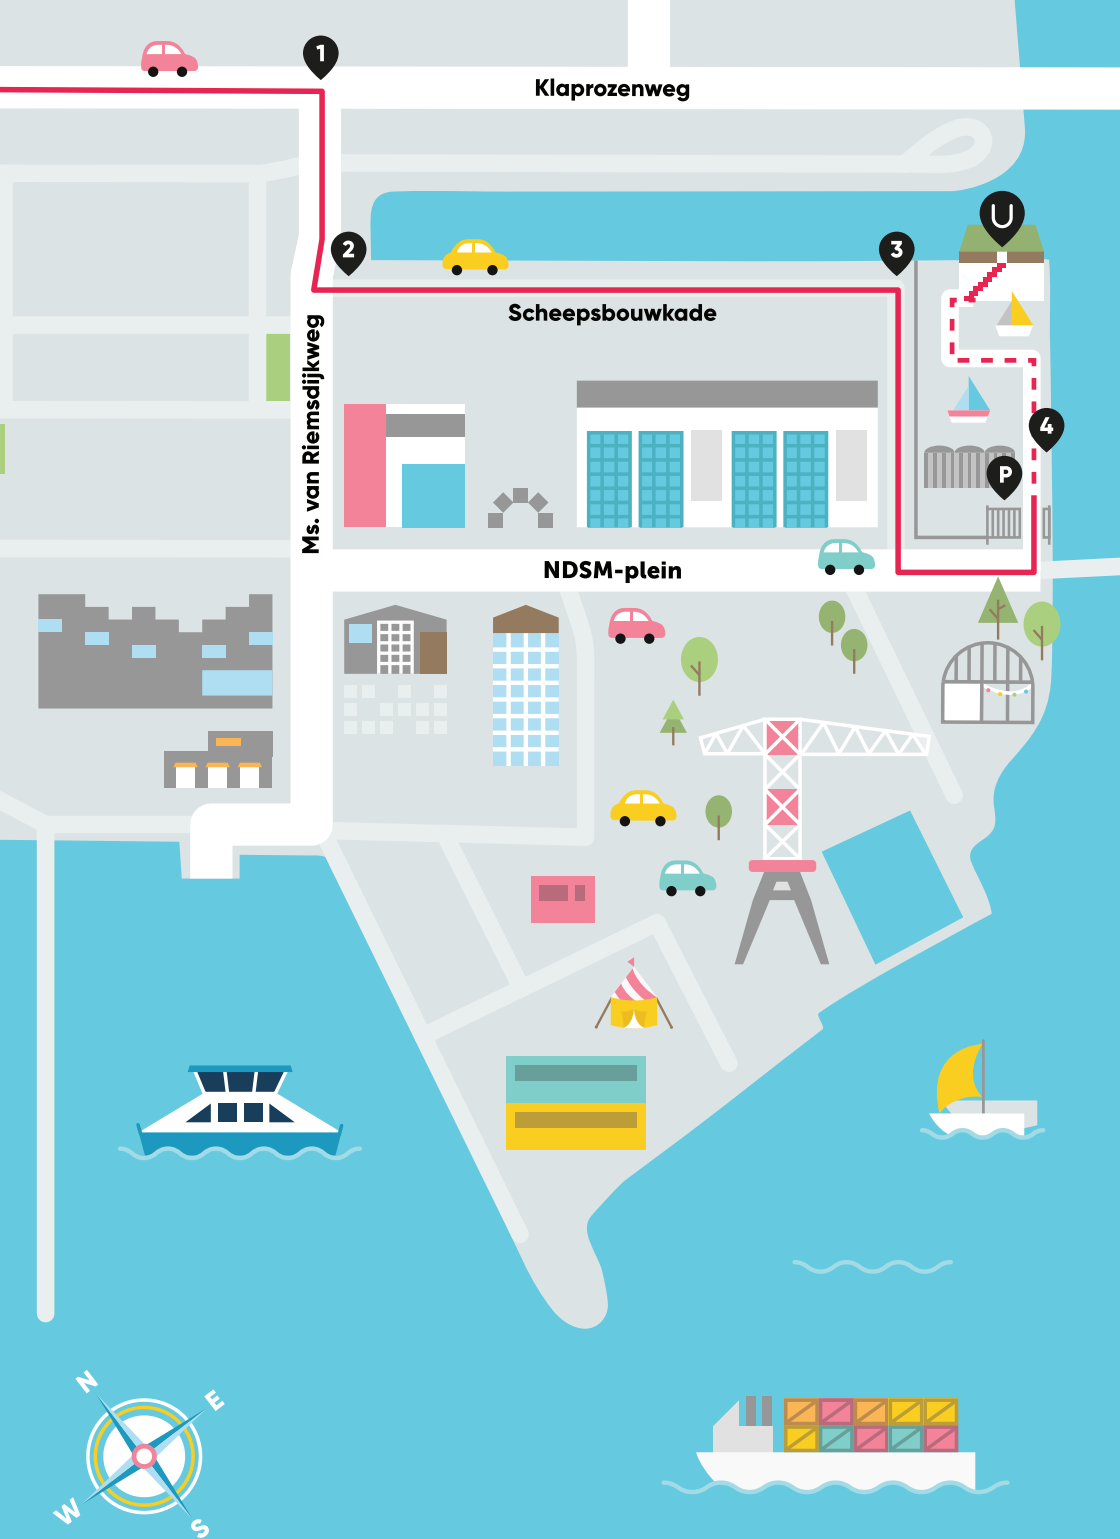 1
Klaprozenweg
U
2
3
Scheepsbouwkade
Ms. van Riemsdijkweg
4
P
NDSM-plein
N
E
W
S